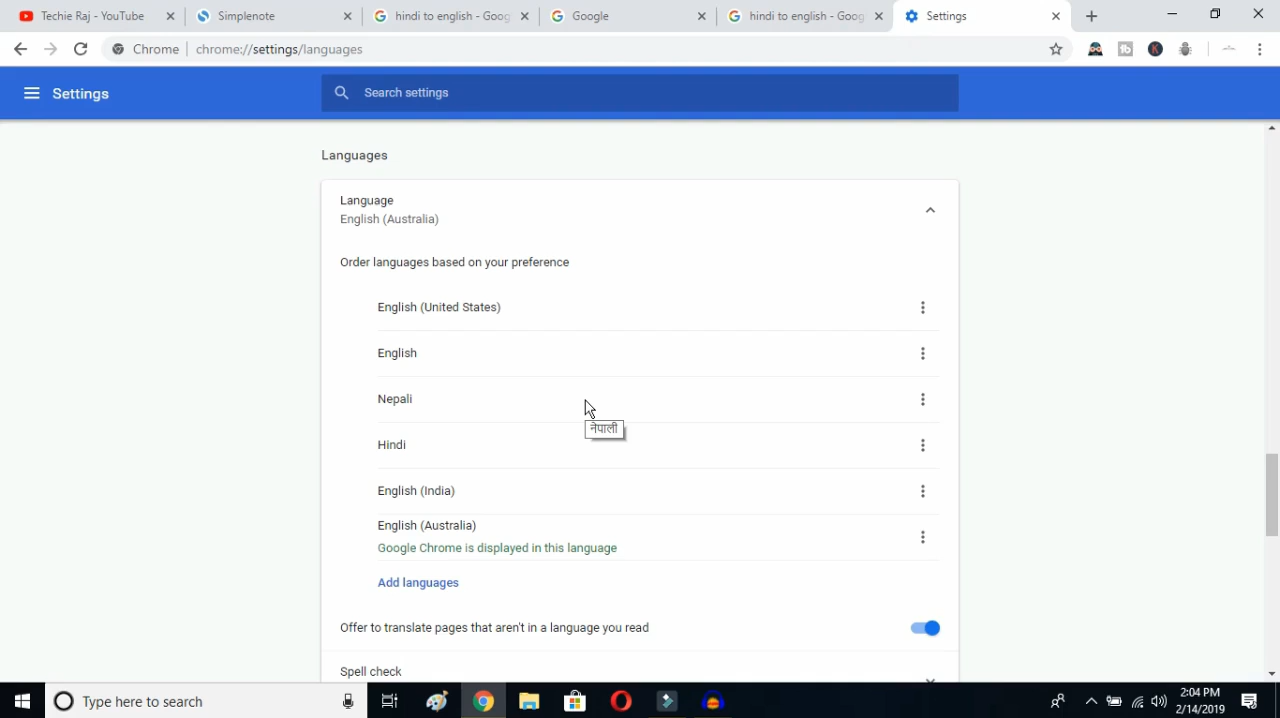 Techie Raj - YouTube
Simplenote
hindi to english - Goog
Google
hindi to english - Goog
Settings
Chrome
chrome://settings/languages
Settings
Search settings
Languages
Language
English (Australia)
Order languages based on your preference
English (United States)
English
Nepali
नेपाली
Hindi
English (India)
English (Australia)
Google Chrome is displayed in this language
Add languages
Offer to translate pages that aren't in a language you read
Spell check
Type here to search
2:04 PM
2/14/2019